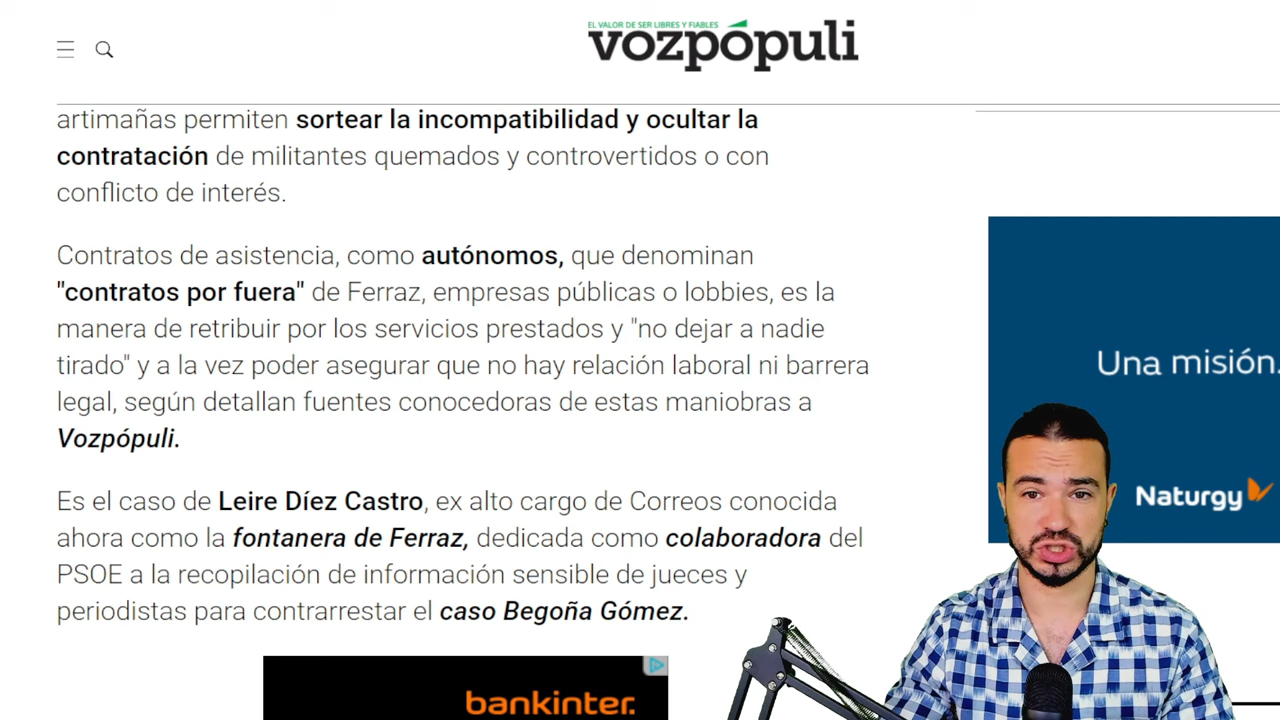 EL VALOR DE SER LIBRES Y FIABLES
vozpópuli
artimañas permiten sortear la incompatibilidad y ocultar la
contratación de militantes quemados y controvertidos o con
conflicto de interés.
Contratos de asistencia, como autónomos, que denominan
"contratos por fuera" de Ferraz, empresas públicas o lobbies, es la
manera de retribuir por los servicios prestados y "no dejar a nadie
tirado" y a la vez poder asegurar que no hay relación laboral ni barrera
legal, según detallan fuentes conocedoras de estas maniobras a
Vozpópuli.
Es el caso de Leire Díez Castro, ex alto cargo de Correos conocida
ahora como la fontanera de Ferraz, dedicada como colaboradora del
PSOE a la recopilación de información sensible de jueces y
periodistas para contrarrestar el caso Begoña Gómez.
bankinter.
Una misión.
Naturgy